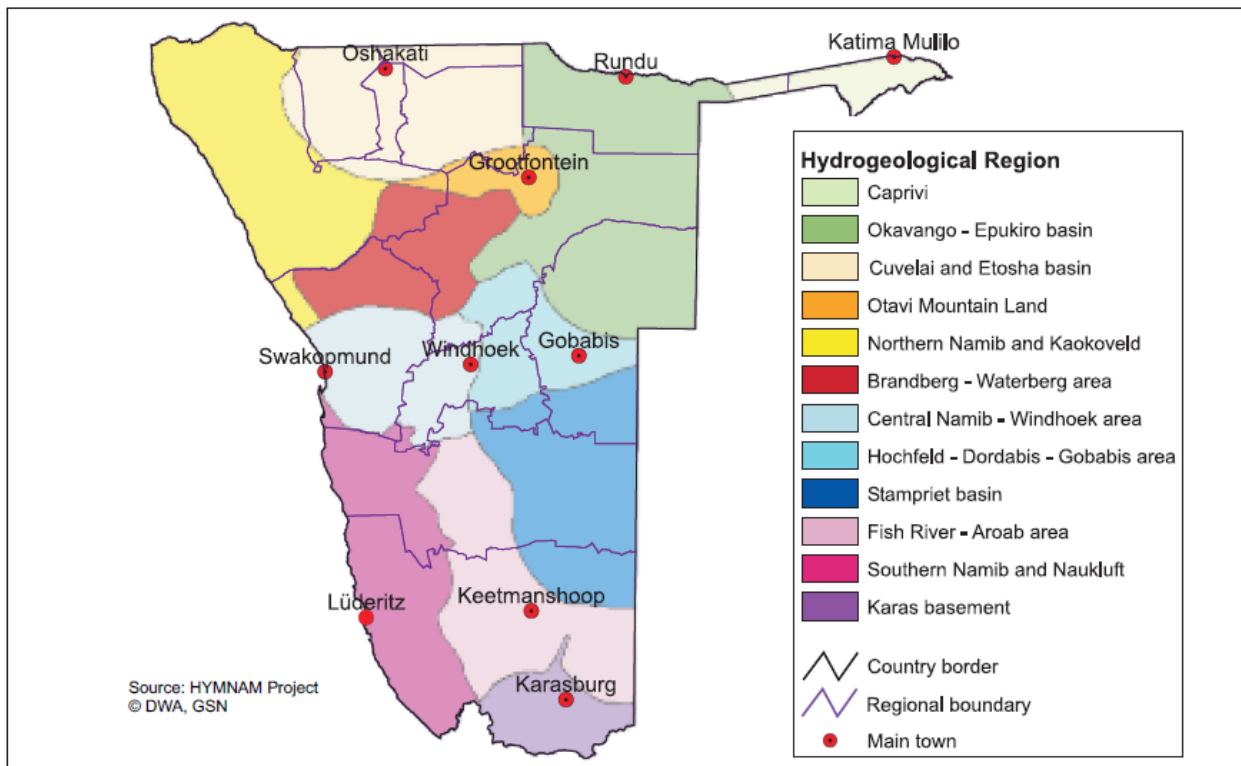 Oshakati
Rundu
Katima Mulilo
Grootfontein
Swakopmund
Windhoek
Gobabis
Lüderitz
Keetmanshoop
Karasburg
Source: HYMNAM Project
© DWA, GSN
Hydrogeological Region
Caprivi
Okavango - Epukiro basin
Cuvelai and Etosha basin
Otavi Mountain Land
Northern Namib and Kaokoveld
Brandberg - Waterberg area
Central Namib - Windhoek area
Hochfeld - Dordabis - Gobabis area
Stampriet basin
Fish River - Aroab area
Southern Namib and Naukluft
Karas basement
Country border
Regional boundary
Main town